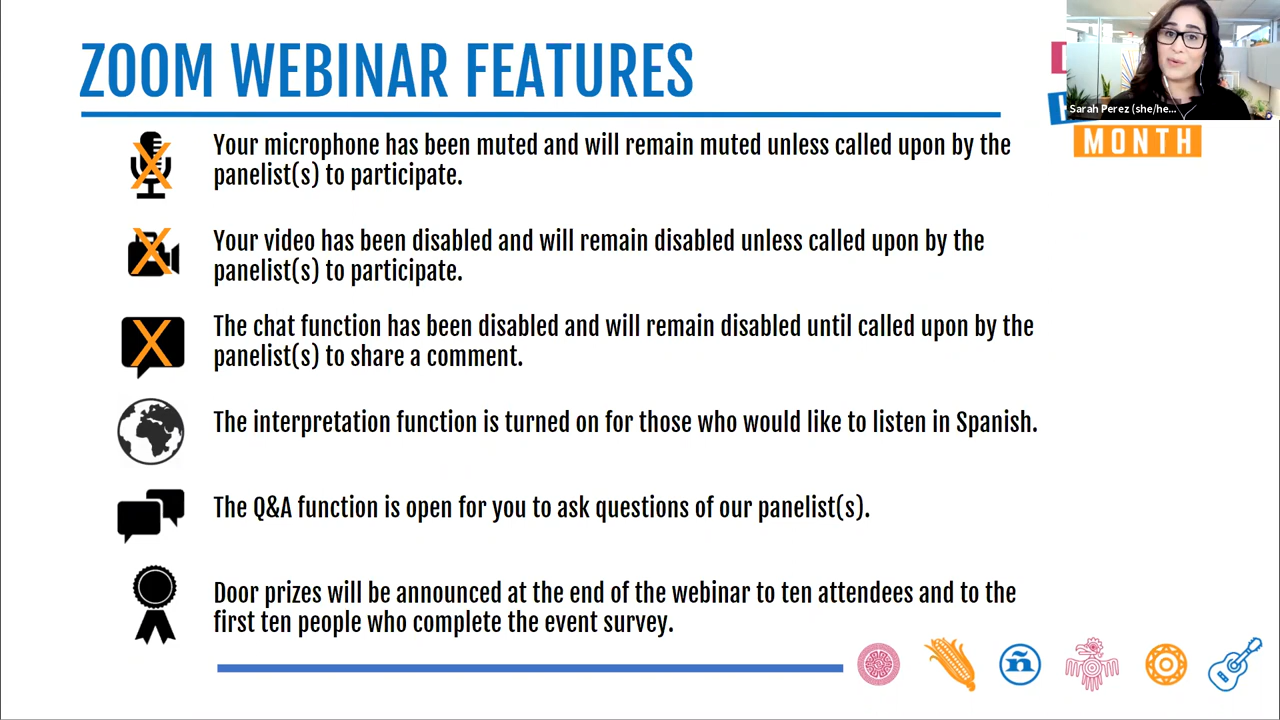 ZOOM WEBINAR FEATURES
Sarah Perez (she/he...
MONTH
Your microphone has been muted and will remain muted unless called upon by the
panelist(s) to participate.
Your video has been disabled and will remain disabled unless called upon by the
panelist(s) to participate.
The chat function has been disabled and will remain disabled until called upon by the
panelist(s) to share a comment.
The interpretation function is turned on for those who would like to listen in Spanish.
The Q&A function is open for you to ask questions of our panelist(s).
Door prizes will be announced at the end of the webinar to ten attendees and to the
first ten people who complete the event survey.
ñ